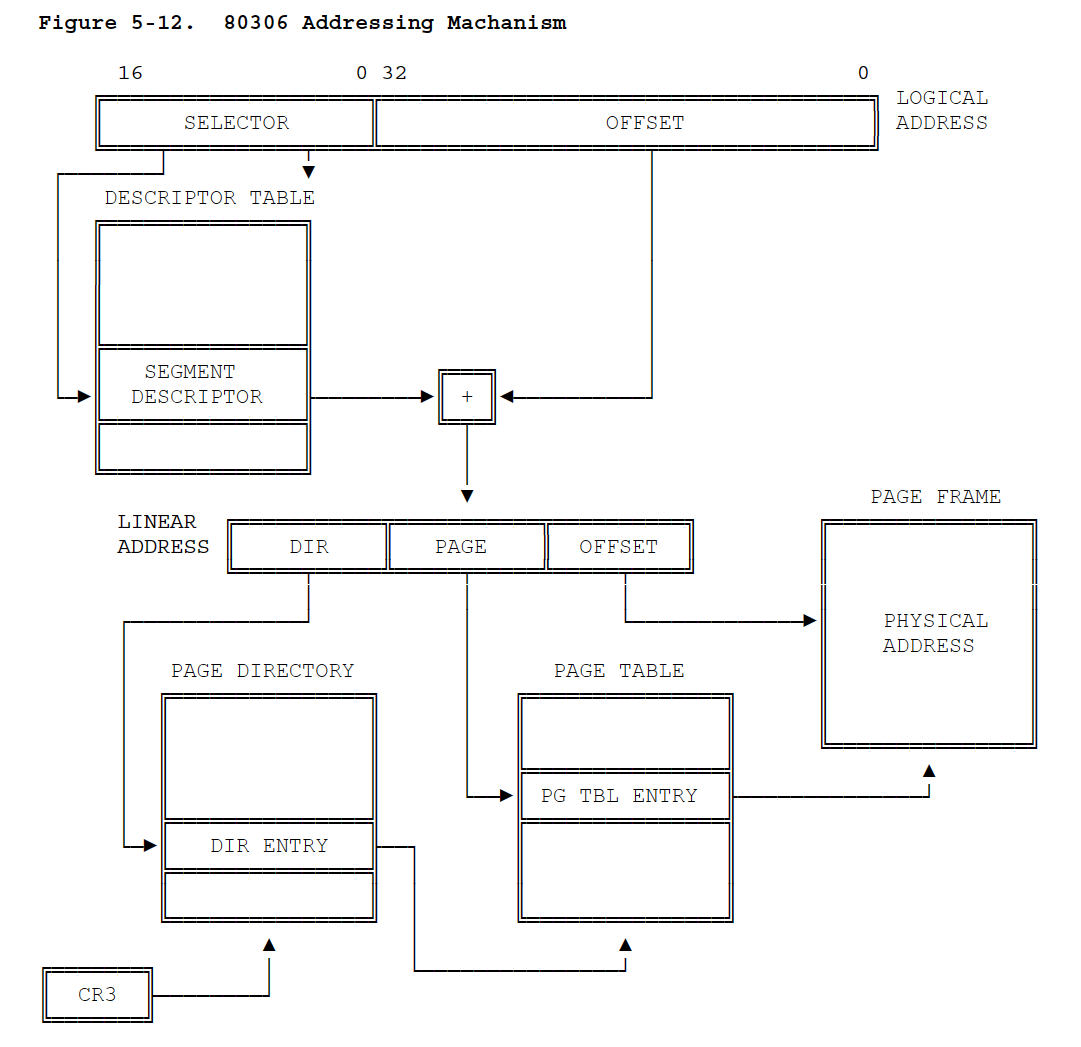 Figure 5-12.  80306 Addressing Machanism
16 0 32 0
LOGICAL
ADDRESS
SELECTOR OFFSET
DESCRIPTOR TABLE
SEGMENT
DESCRIPTOR
+
LINEAR
ADDRESS
DIR PAGE OFFSET
PAGE FRAME
PHYSICAL
ADDRESS
PAGE DIRECTORY
PAGE TABLE
PG TBL ENTRY
DIR ENTRY
CR3